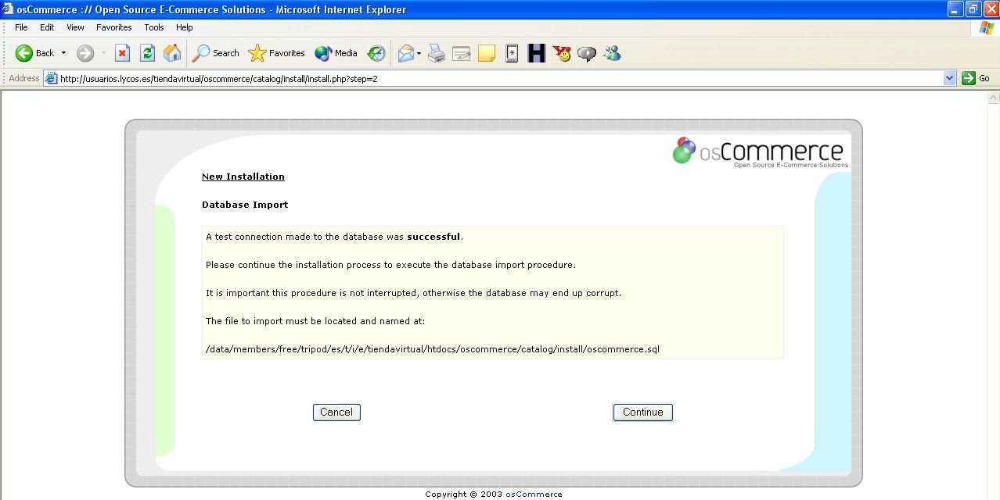 osCommerce :// Open Source E-Commerce Solutions - Microsoft Internet Explorer
File Edit View Favorites Tools Help
Back Search Favorites Media
Address http://usuarios.lycos.es/tiendavirtual/oscommerce/catalog/install/install.php?step=2 Go
osCommerce
Open Source E-Commerce Solutions
New Installation
Database Import
A test connection made to the database was successful.
Please continue the installation process to execute the database import procedure.
It is important this procedure is not interrupted, otherwise the database may end up corrupt.
The file to import must be located and named at:
/data/members/free/tripod/es/t/i/e/tiendavirtual/htdocs/oscommerce/catalog/install/oscommerce.sql
Cancel Continue
Copyright © 2003 osCommerce